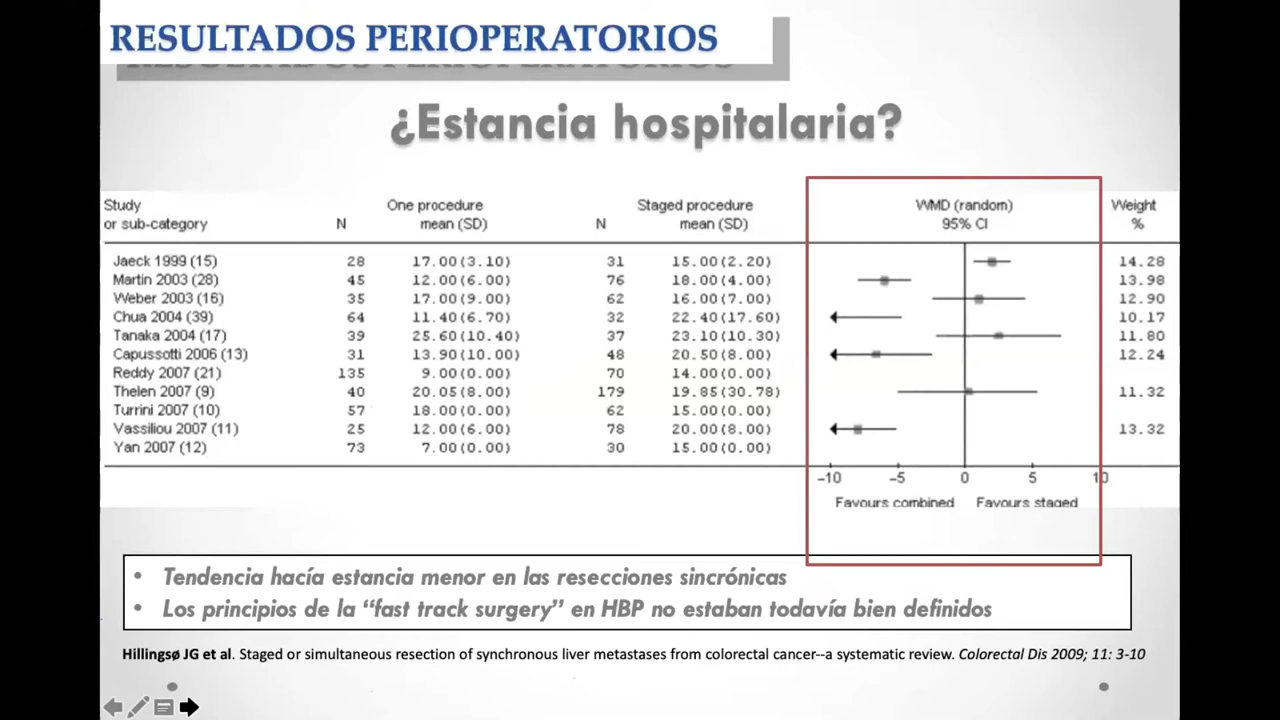 RESULTADOS PERIOPERATORIOS
¿Estancia hospitalaria?
Study One procedure Staged procedure WMD (random) Weight
or sub-category N mean (SD) N mean (SD) 95% CI %
Jaeck 1999 (15) 28 17.00(3.10) 31 15.00(2.20) 14.28
Martin 2003 (28) 45 12.00(6.00) 76 18.00(4.00) 13.98
Weber 2003 (16) 35 17.00(9.00) 62 16.00(7.00) 12.90
Chua 2004 (39) 64 11.40(6.70) 32 22.40(17.60) 10.17
Tanaka 2004 (17) 39 25.60(10.40) 37 23.10(10.30) 11.80
Capussotti 2006 (13) 31 13.90(10.00) 48 20.50(8.00) 12.24
Reddy 2007 (21) 135 9.00(0.00) 70 14.00(0.00)
Thelen 2007 (9) 40 20.05(8.00) 179 19.85(30.78) 11.32
Turrini 2007 (10) 57 18.00(0.00) 62 15.00(0.00)
Vassiliou 2007 (11) 25 12.00(6.00) 78 20.00(8.00) 13.32
Yan 2007 (12) 73 7.00(0.00) 30 15.00(0.00)
-10 -5 0 5 10
Favours combined Favours staged
• Tendencia hacía estancia menor en las resecciones sincrónicas
• Los principios de la “fast track surgery” en HBP no estaban todavía bien definidos
Hillingsø JG et al. Staged or simultaneous resection of synchronous liver metastases from colorectal cancer--a systematic review. Colorectal Dis 2009; 11: 3-10